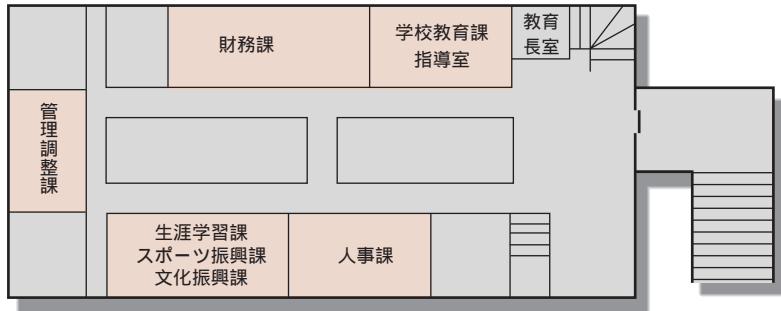 財務課
学校教育課
指導室
教育
長室
管理調整課
生涯学習課
スポーツ振興課
文化振興課
人事課